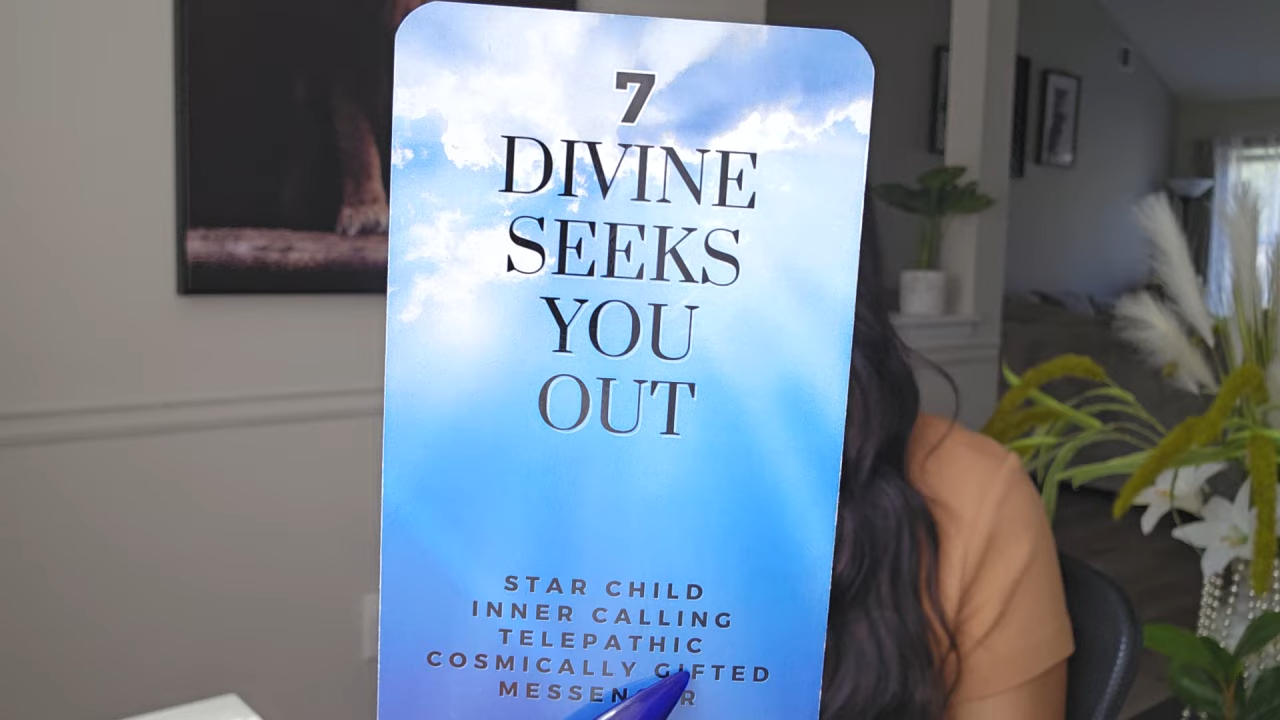 7
DIVINE
SEEKS
YOU
OUT
STAR CHILD
INNER CALLING
TELEPATHIC
COSMICALLY GIFTED